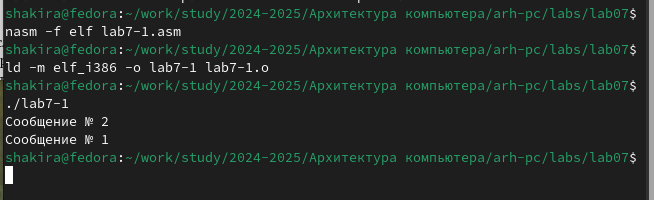 shakira@fedora:~/work/study/2024-2025/Архитектура компьютера/arh-pc/labs/lab07$
nasm -f elf lab7-1.asm
shakira@fedora:~/work/study/2024-2025/Архитектура компьютера/arh-pc/labs/lab07$
ld -m elf_i386 -o lab7-1 lab7-1.o
shakira@fedora:~/work/study/2024-2025/Архитектура компьютера/arh-pc/labs/lab07$
./lab7-1
Сообщение № 2
Сообщение № 1
shakira@fedora:~/work/study/2024-2025/Архитектура компьютера/arh-pc/labs/lab07$